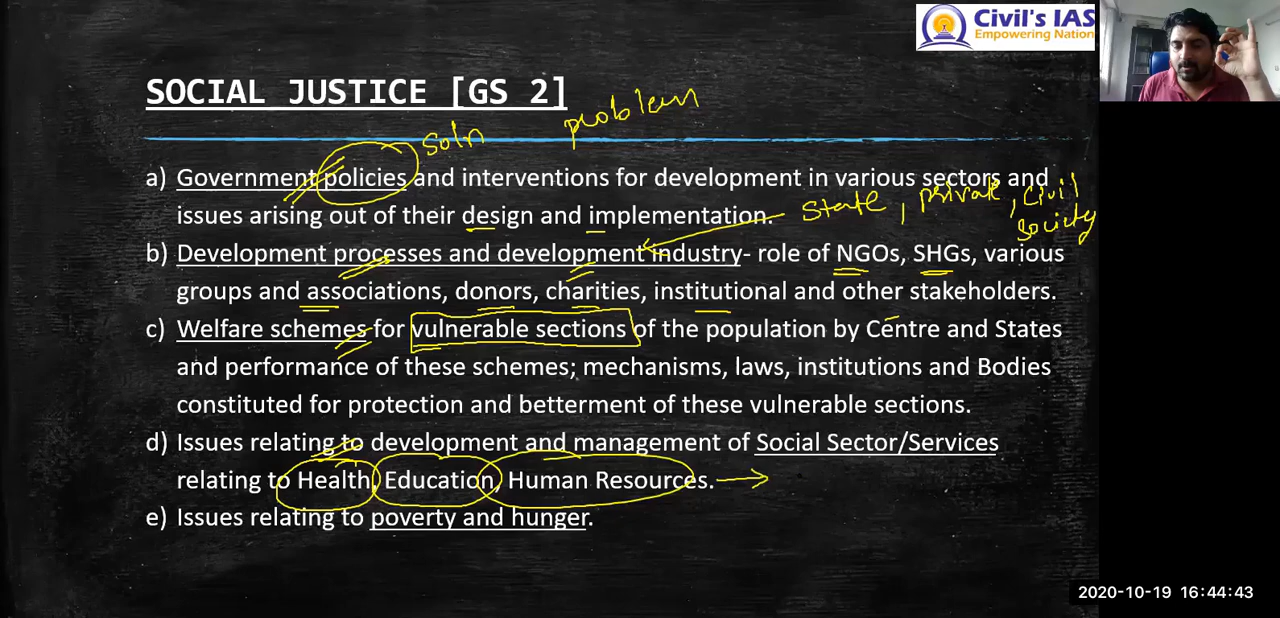 Civil's IAS
Empowering Nation
SOCIAL JUSTICE [GS 2]
problem
soln
a) Government policies and interventions for development in various sectors and
issues arising out of their design and implementation.
State, private, Civil
Society
b) Development processes and development industry- role of NGOs, SHGs, various
groups and associations, donors, charities, institutional and other stakeholders.
c) Welfare schemes for vulnerable sections of the population by Centre and States
and performance of these schemes; mechanisms, laws, institutions and Bodies
constituted for protection and betterment of these vulnerable sections.
d) Issues relating to development and management of Social Sector/Services
relating to Health, Education, Human Resources.
e) Issues relating to poverty and hunger.
2020-10-19 16:44:43